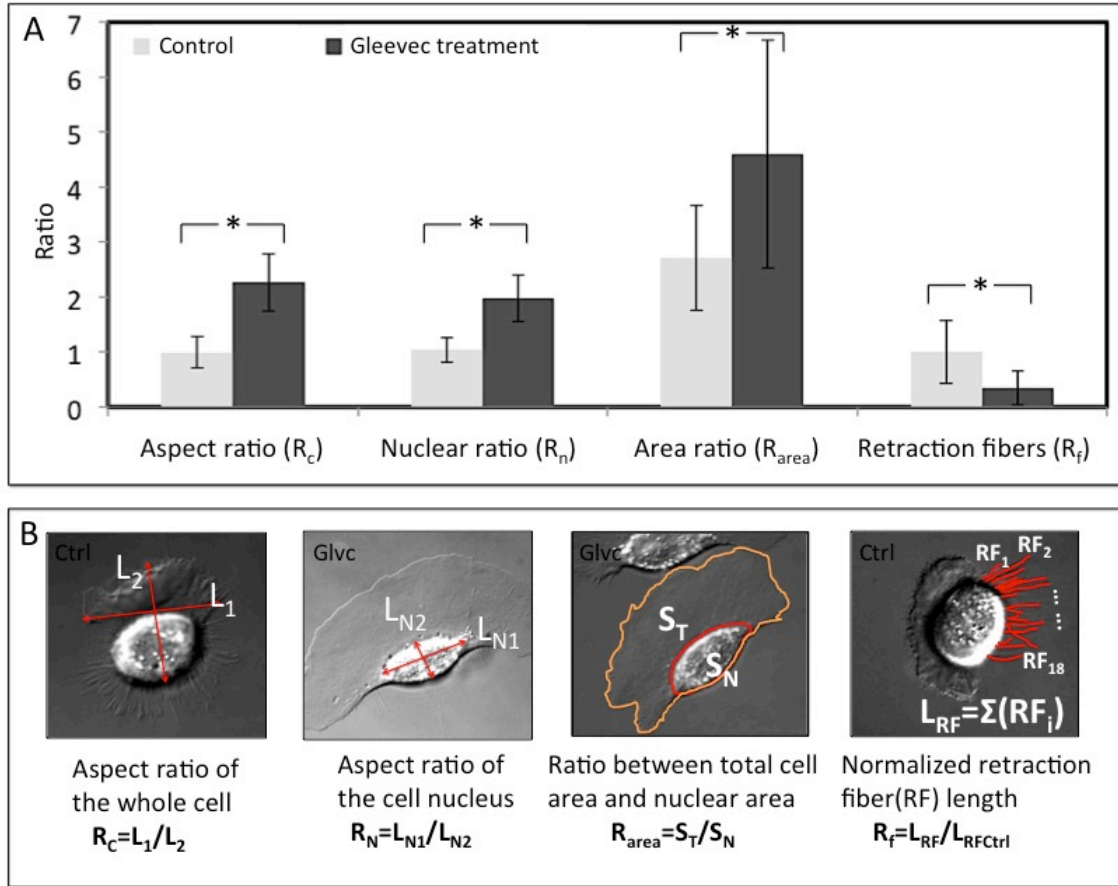 A
7
6
5
4
3
2
1
0
Ratio
Control
Gleevec treatment
*
*
*
*
Aspect ratio (Rc)
Nuclear ratio (Rn)
Area ratio (Rarea)
Retraction fibers (Rf)
B
Ctrl
L2
L1
Aspect ratio of
the whole cell
RC=L1/L2
Glvc
LN2
LN1
Aspect ratio of
the cell nucleus
RN=LN1/LN2
Glvc
ST
SN
Ratio between total cell
area and nuclear area
Rarea=ST/SN
Ctrl
RF1
RF2
...
...
RF18
LRF=Σ(RFi)
Normalized retraction
fiber(RF) length
Rf=LRF/LRFCtrl